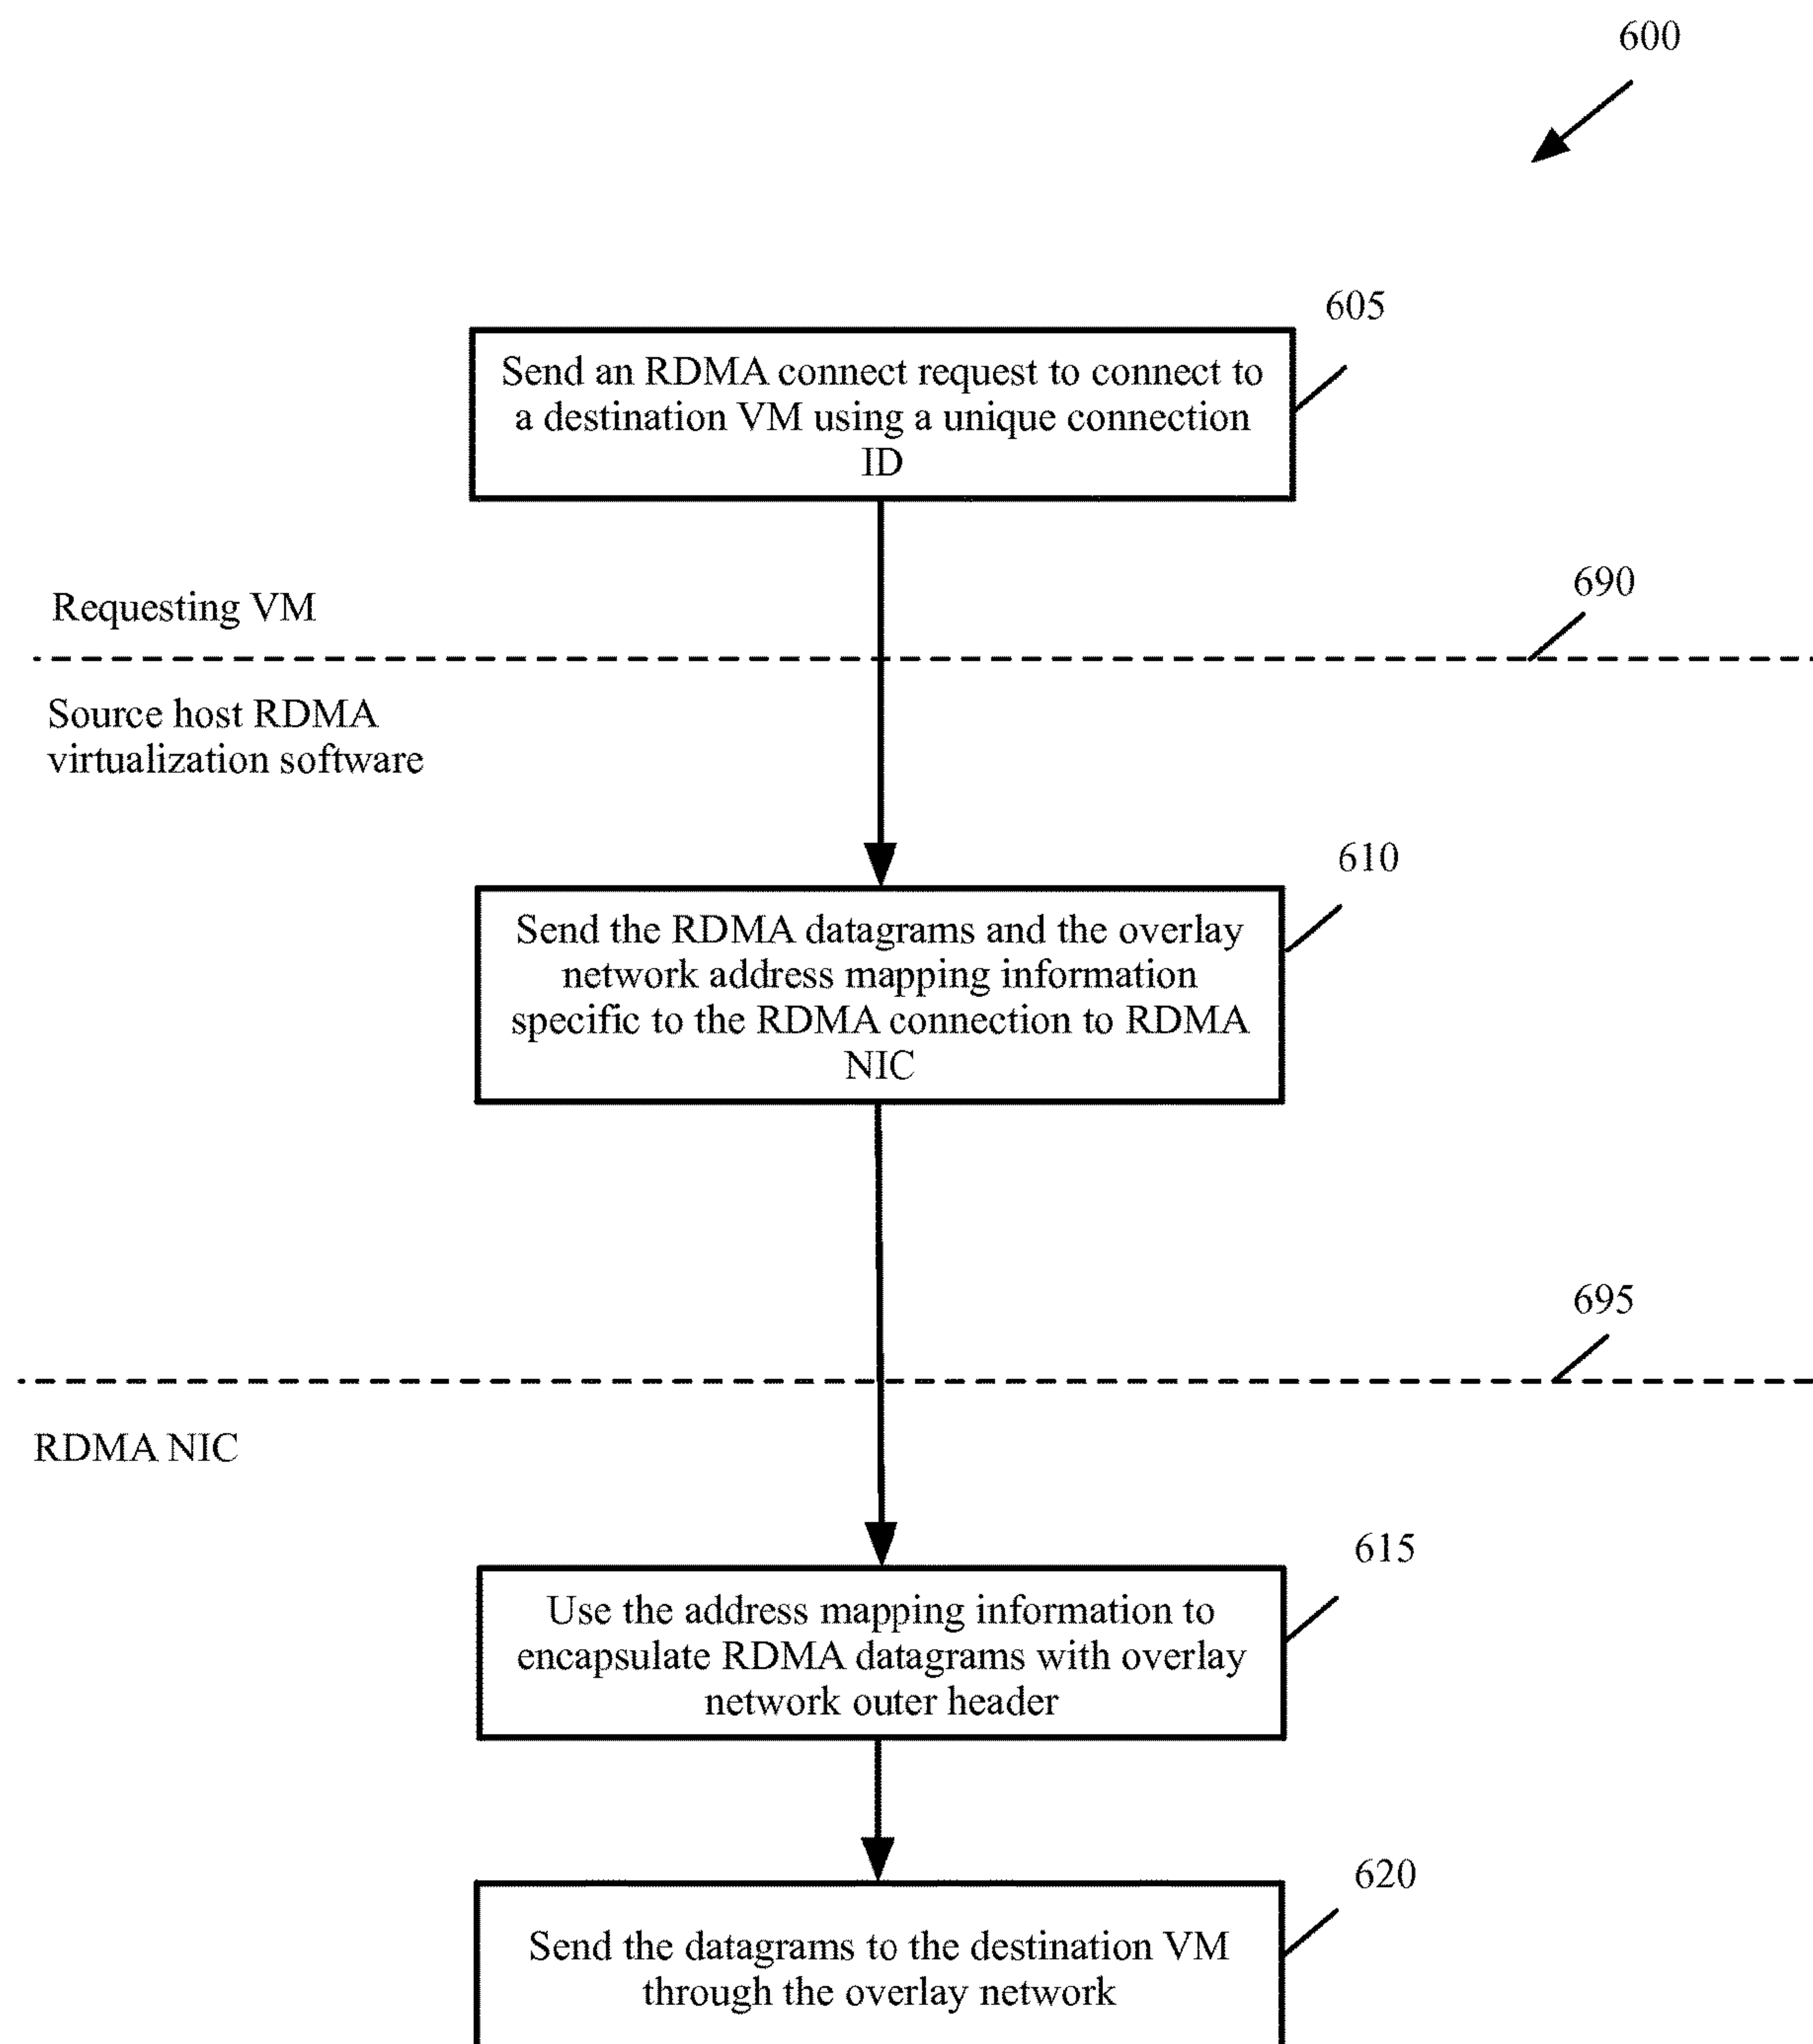 600
605
Send an RDMA connect request to connect to
a destination VM using a unique connection
ID
690
Requesting VM
Source host RDMA
virtualization software
610
Send the RDMA datagrams and the overlay
network address mapping information
specific to the RDMA connection to RDMA
NIC
695
RDMA NIC
615
Use the address mapping information to
encapsulate RDMA datagrams with overlay
network outer header
620
Send the datagrams to the destination VM
through the overlay network